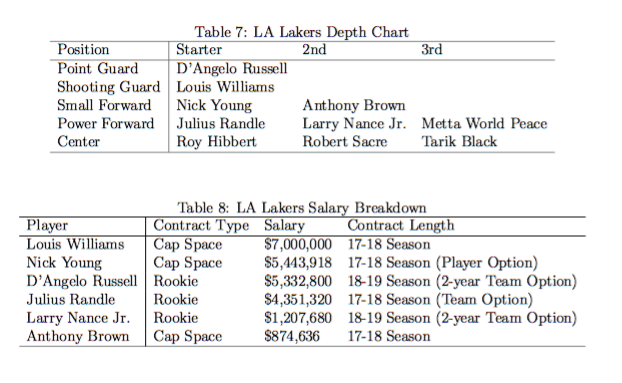 Table 7: LA Lakers Depth Chart
Position Starter 2nd 3rd
Point Guard D'Angelo Russell
Shooting Guard Louis Williams
Small Forward Nick Young Anthony Brown
Power Forward Julius Randle Larry Nance Jr. Metta World Peace
Center Roy Hibbert Robert Sacre Tarik Black
Table 8: LA Lakers Salary Breakdown
Player Contract Type Salary Contract Length
Louis Williams Cap Space $7,000,000 17-18 Season
Nick Young Cap Space $5,443,918 17-18 Season (Player Option)
D'Angelo Russell Rookie $5,332,800 18-19 Season (2-year Team Option)
Julius Randle Rookie $4,351,320 17-18 Season (Team Option)
Larry Nance Jr. Rookie $1,207,680 18-19 Season (2-year Team Option)
Anthony Brown Cap Space $874,636 17-18 Season